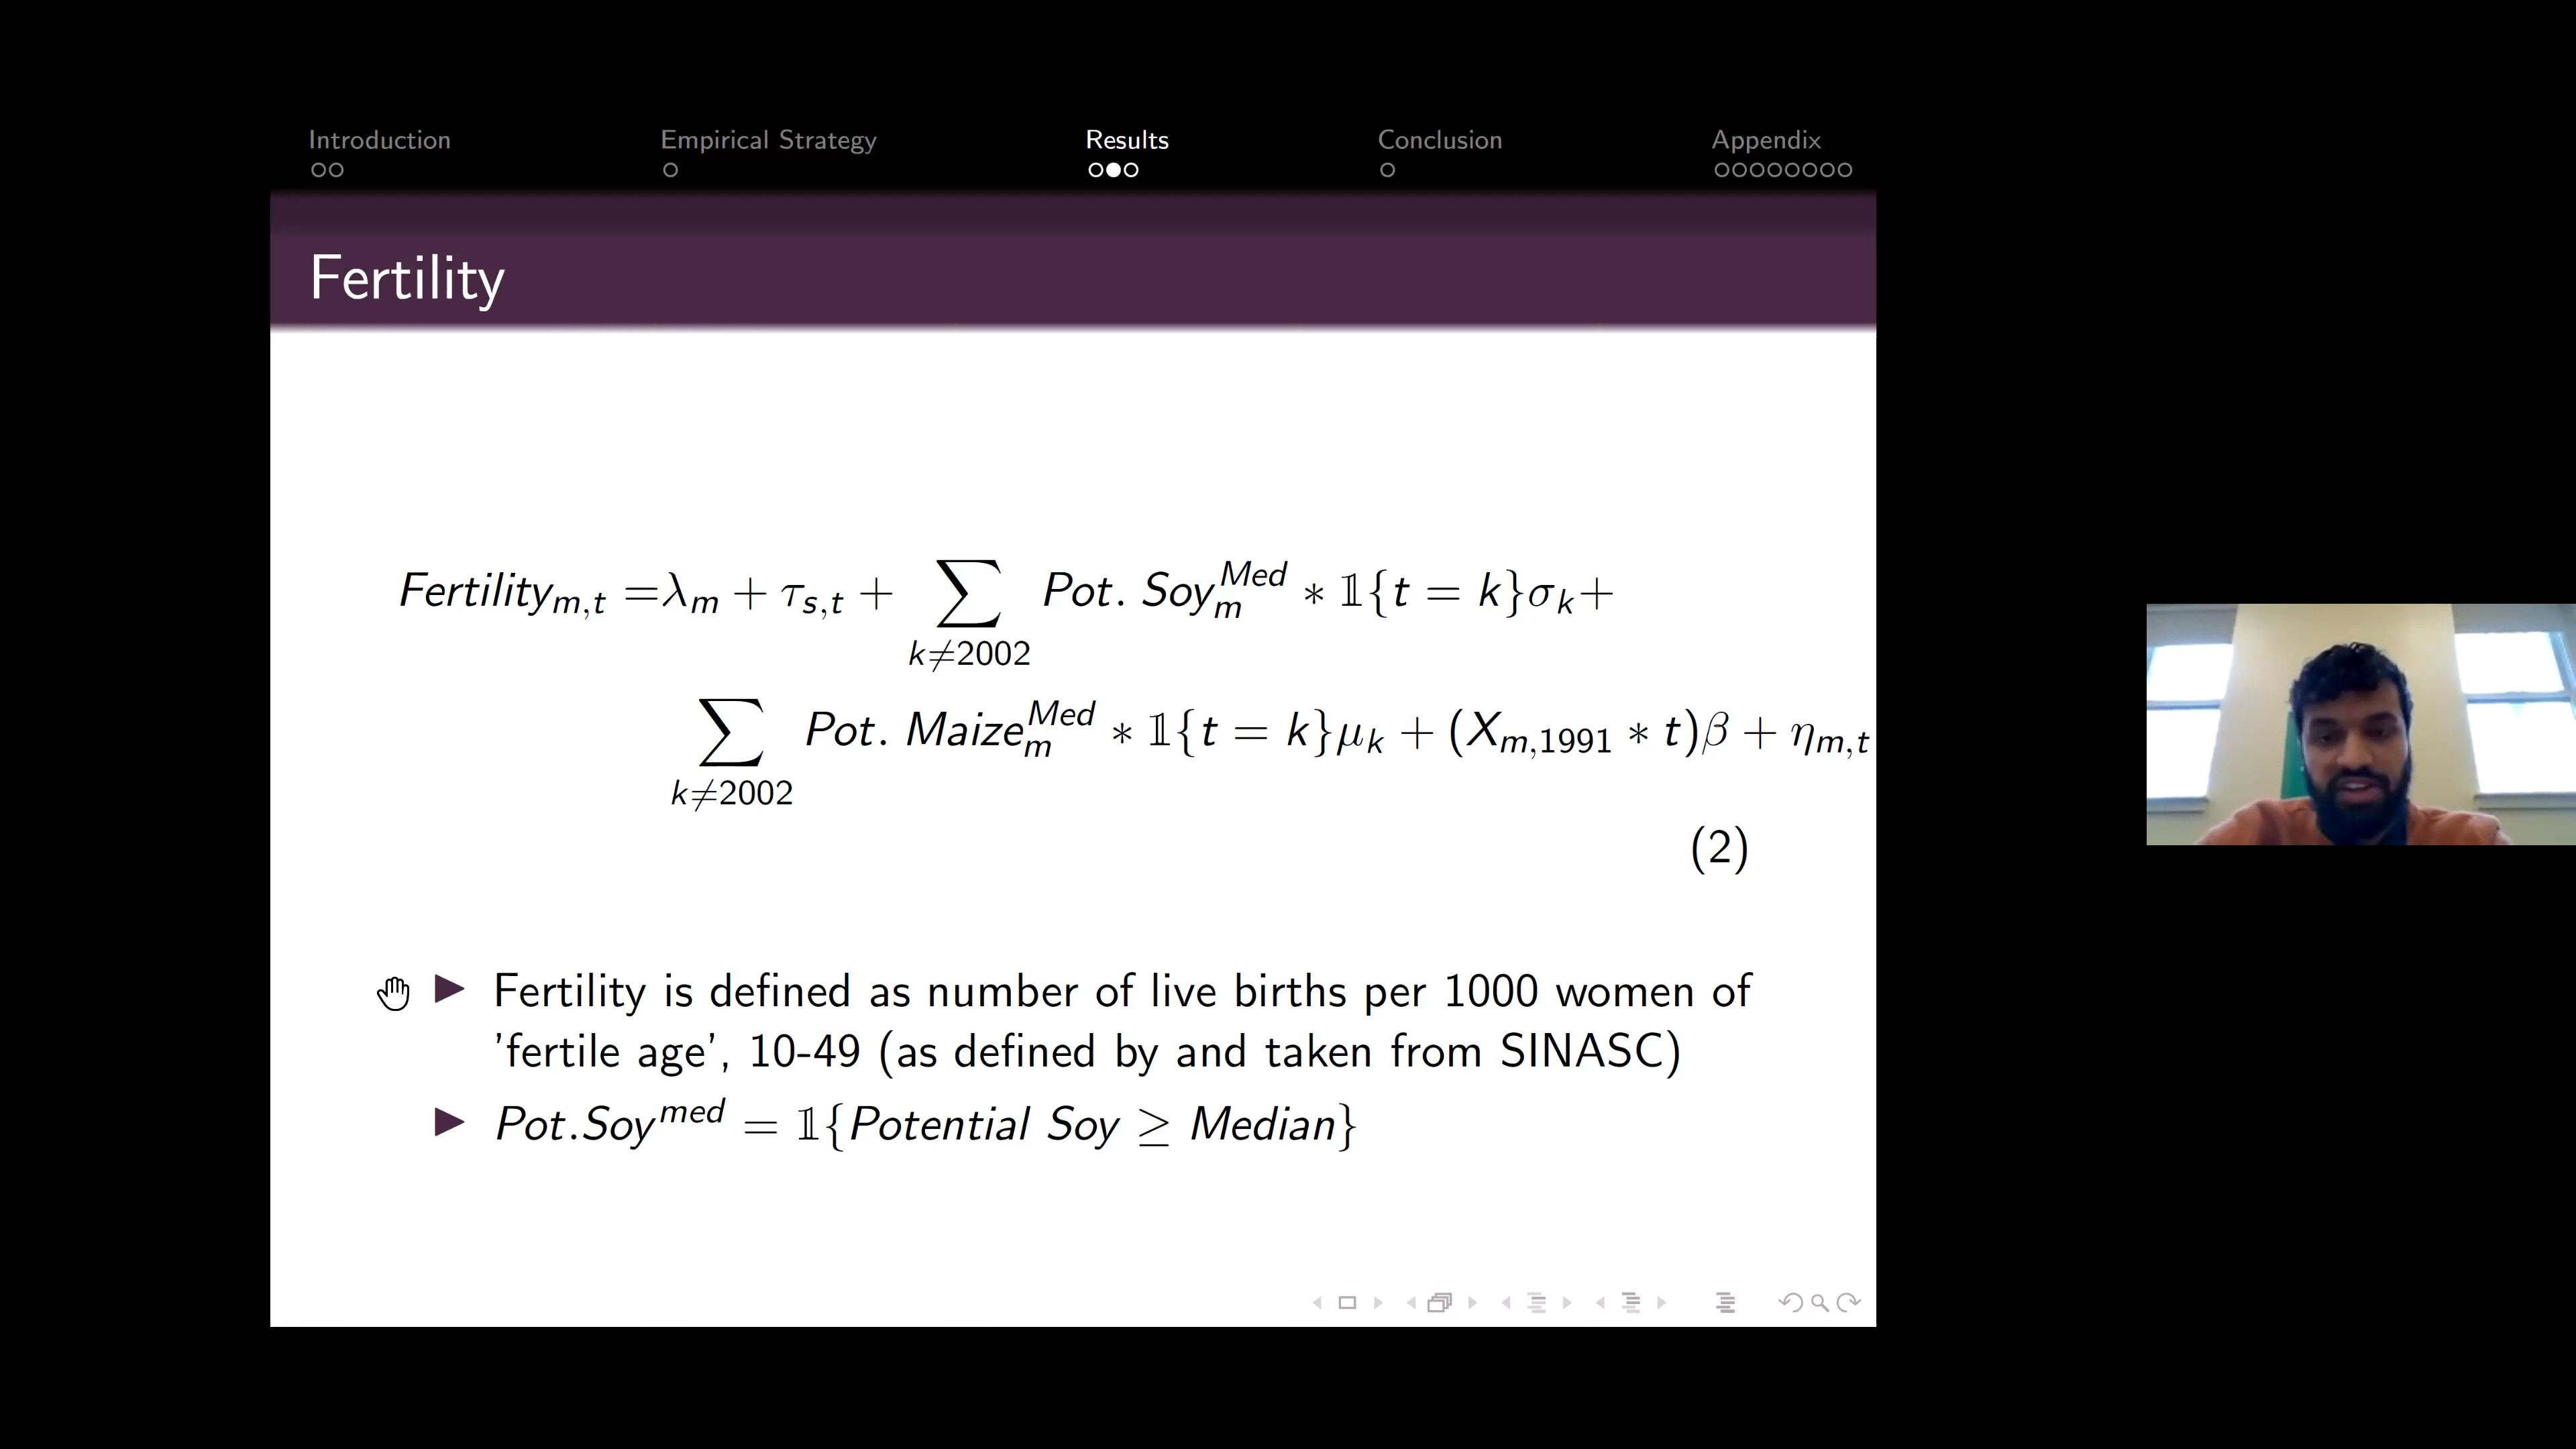 Introduction Empirical Strategy Results Conclusion Appendix
Fertility
Fertility_{m,t} =λ_m + τ_{s,t} + ∑_{k≠2002} Pot. Soy_m^{Med} ∗ 𝟙{t = k}σ_k+
∑_{k≠2002} Pot. Maize_m^{Med} ∗ 𝟙{t = k}μ_k + (X_{m,1991} ∗ t)β + η_{m,t}
(2)
Fertility is defined as number of live births per 1000 women of
'fertile age', 10-49 (as defined by and taken from SINASC)
Pot.Soy^{med} = 𝟙{Potential Soy ≥ Median}